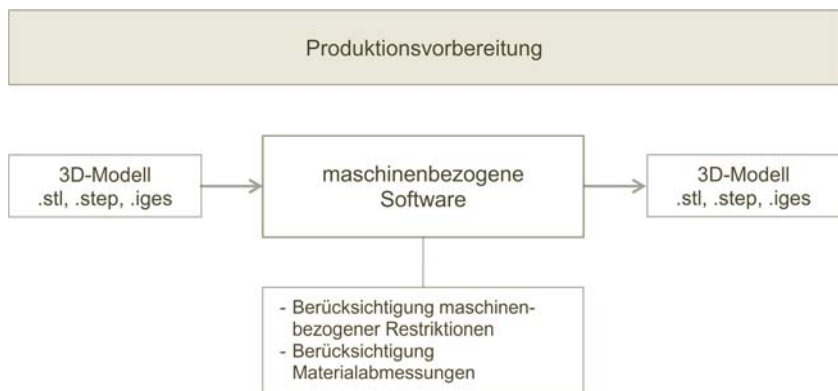 Produktionsvorbereitung
3D-Modell
.stl, .step, .iges
maschinenbezogene
Software
3D-Modell
.stl, .step, .iges
- Berücksichtigung maschinen-
bezogener Restriktionen
- Berücksichtigung
Materialabmessungen